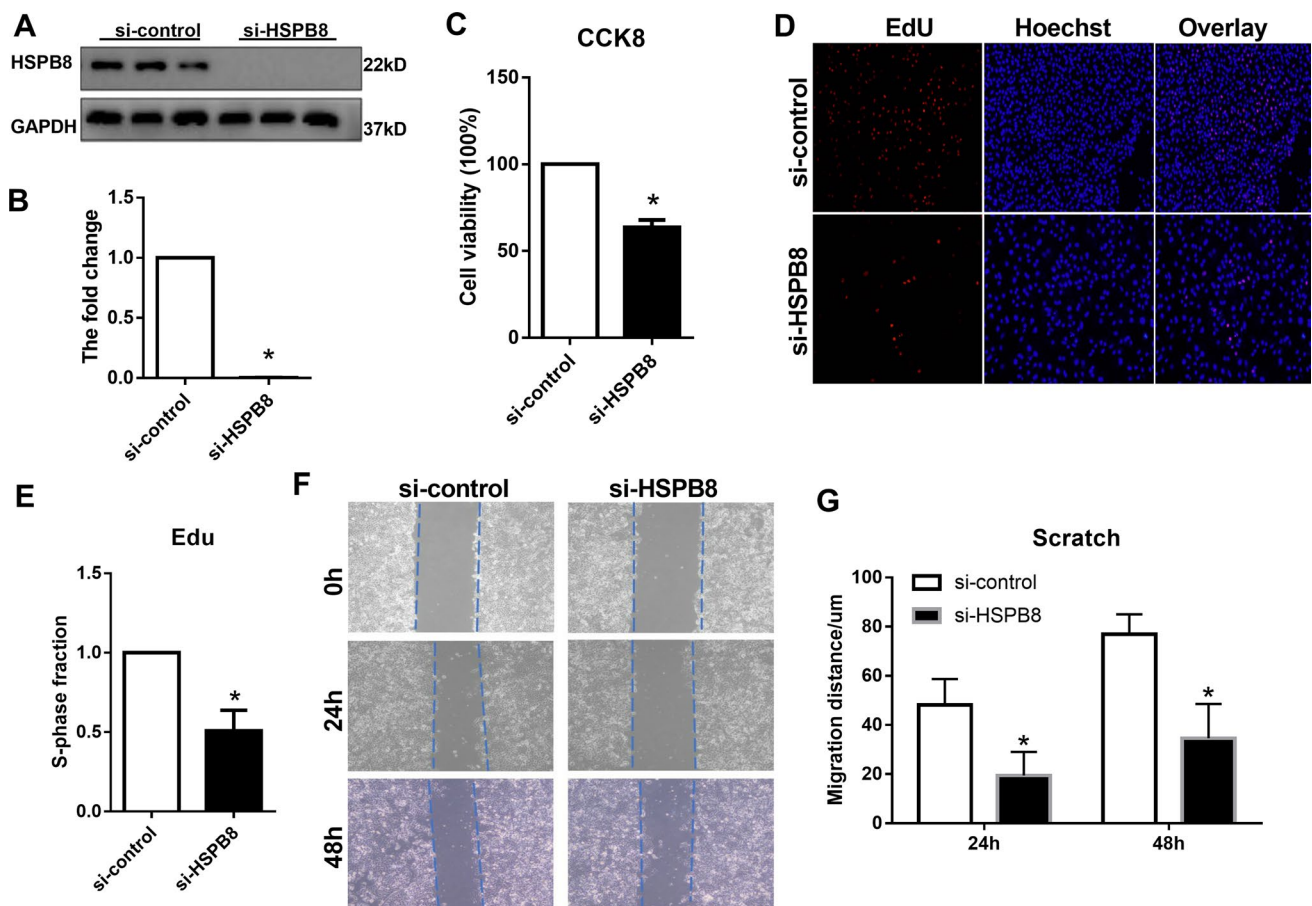 A
si-control si-HSPB8
HSPB8
22kD
GAPDH
37kD
B
The fold change
1.5
1.0
0.5
0.0
*
si-control
si-HSPB8
C
CCK8
Cell viability (100%)
150
100
50
0
*
si-control
si-HSPB8
D
EdU Hoechst Overlay
si-control
si-HSPB8
E
Edu
S-phase fraction
1.5
1.0
0.5
0.0
*
si-control
si-HSPB8
F
si-control si-HSPB8
0h
24h
48h
G
Scratch
Migration distance/um
100
80
60
40
20
0
si-control
si-HSPB8
*
*
24h 48h